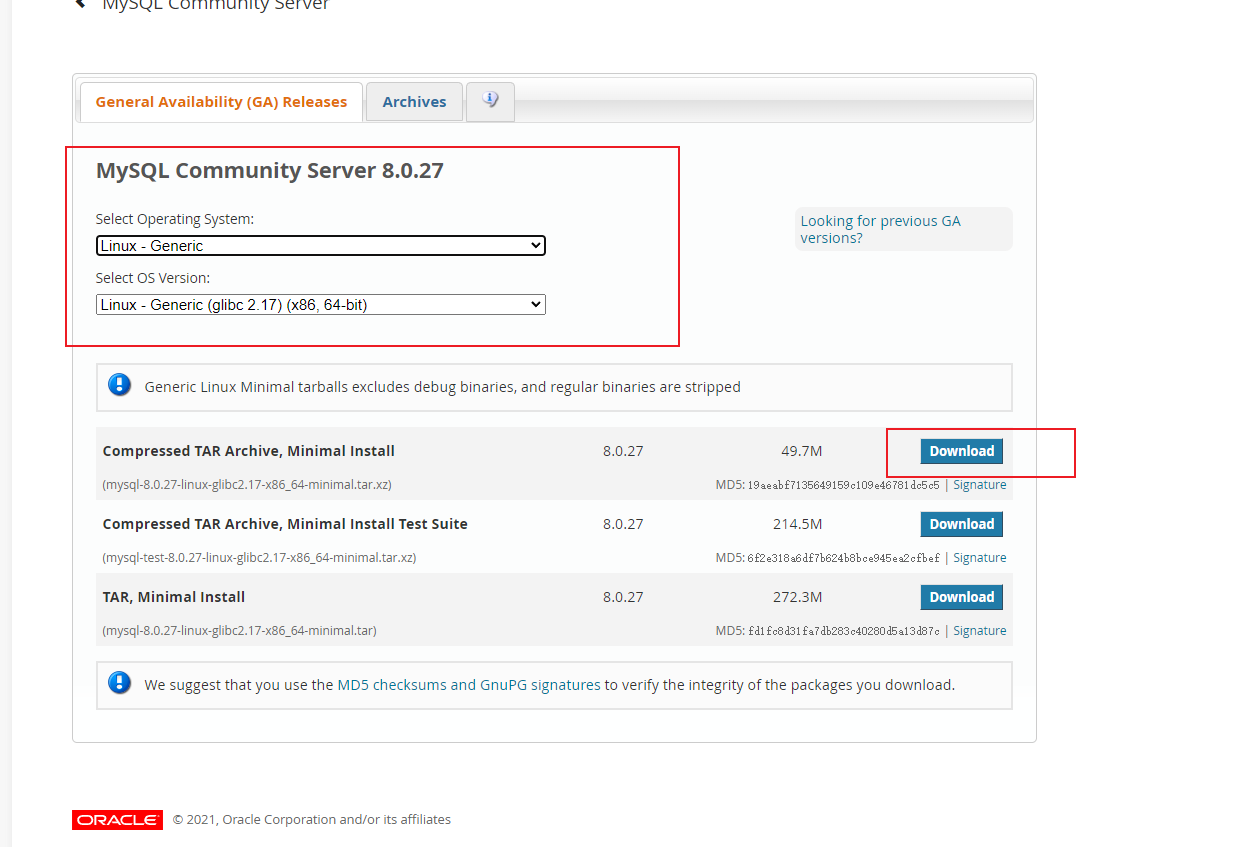 MySQL Community Server
General Availability (GA) Releases
Archives
MySQL Community Server 8.0.27
Select Operating System:
Linux - Generic
Looking for previous GA
versions?
Select OS Version:
Linux - Generic (glibc 2.17) (x86, 64-bit)
Generic Linux Minimal tarballs excludes debug binaries, and regular binaries are stripped
Compressed TAR Archive, Minimal Install 8.0.27 49.7M Download
(mysql-8.0.27-linux-glibc2.17-x86_64-minimal.tar.xz) MD5: 19aeabf7135649159c109e46781dc5c5 | Signature
Compressed TAR Archive, Minimal Install Test Suite 8.0.27 214.5M Download
(mysql-test-8.0.27-linux-glibc2.17-x86_64-minimal.tar.xz) MD5: 6f2e318a6df7b624b8bce945ea2cfbef | Signature
TAR, Minimal Install 8.0.27 272.3M Download
(mysql-8.0.27-linux-glibc2.17-x86_64-minimal.tar) MD5: fd1fc8d31fa7db283c40280d5a13d87c | Signature
We suggest that you use the MD5 checksums and GnuPG signatures to verify the integrity of the packages you download.
ORACLE © 2021, Oracle Corporation and/or its affiliates